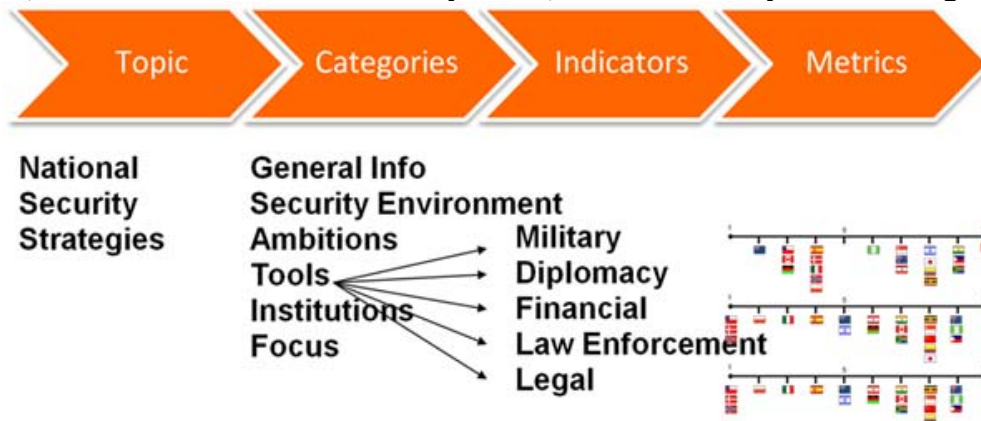 Topic
Categories
Indicators
Metrics
National
Security
Strategies
General Info
Security Environment
Ambitions
Tools
Institutions
Focus
Military
Diplomacy
Financial
Law Enforcement
Legal